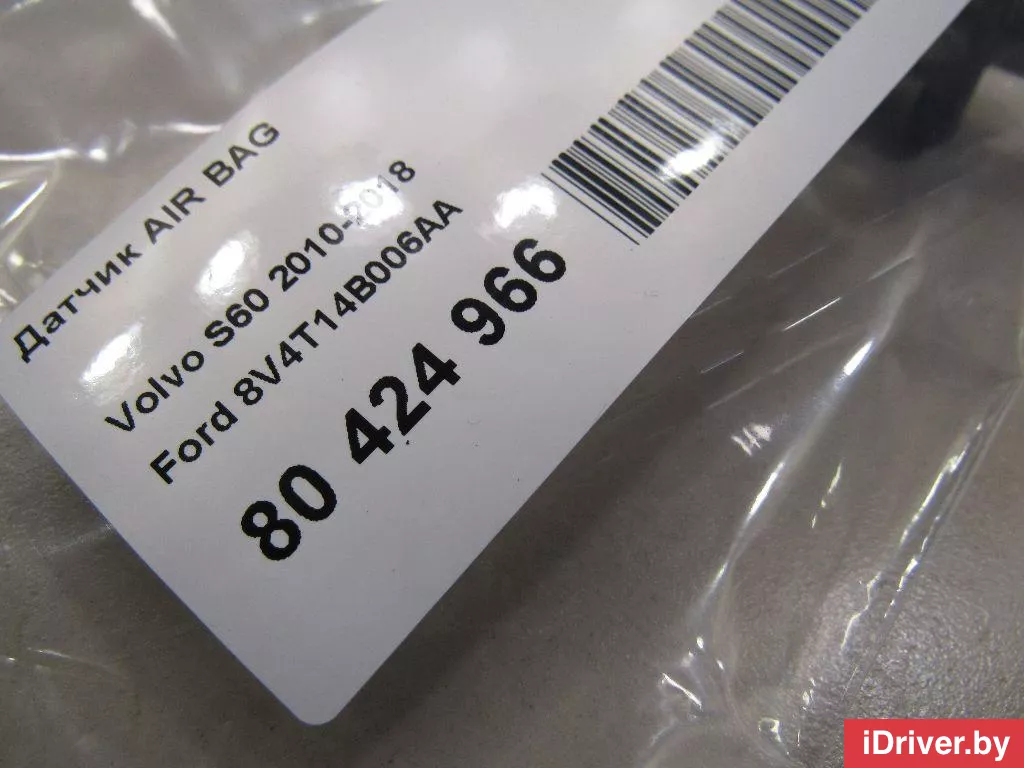 Датчик AIR BAG
Volvo S60 2010-2018
Ford 8V4T14B006AA
80 424 966
iDriver.by